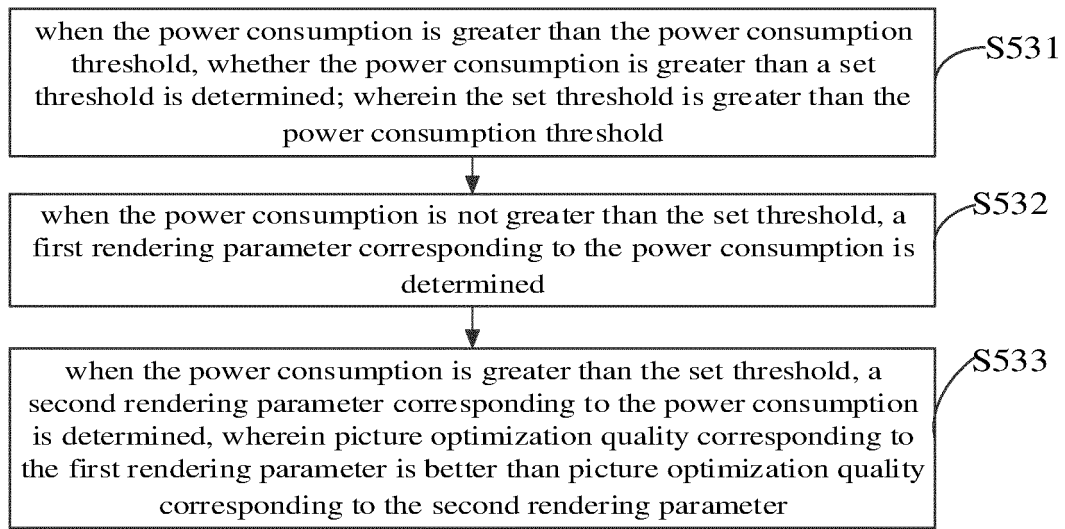 when the power consumption is greater than the power consumption
threshold, whether the power consumption is greater than a set
threshold is determined; wherein the set threshold is greater than the
power consumption threshold
S531
when the power consumption is not greater than the set threshold, a
first rendering parameter corresponding to the power consumption is
determined
S532
when the power consumption is greater than the set threshold, a
second rendering parameter corresponding to the power consumption
is determined, wherein picture optimization quality corresponding to
the first rendering parameter is better than picture optimization quality
corresponding to the second rendering parameter
S533